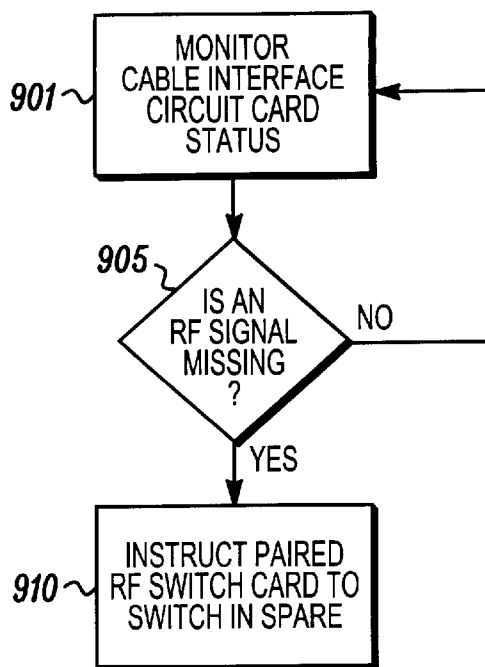 901
MONITOR
CABLE INTERFACE
CIRCUIT CARD
STATUS
905
IS AN
RF SIGNAL
MISSING
?
NO
YES
910
INSTRUCT PAIRED
RF SWITCH CARD TO
SWITCH IN SPARE